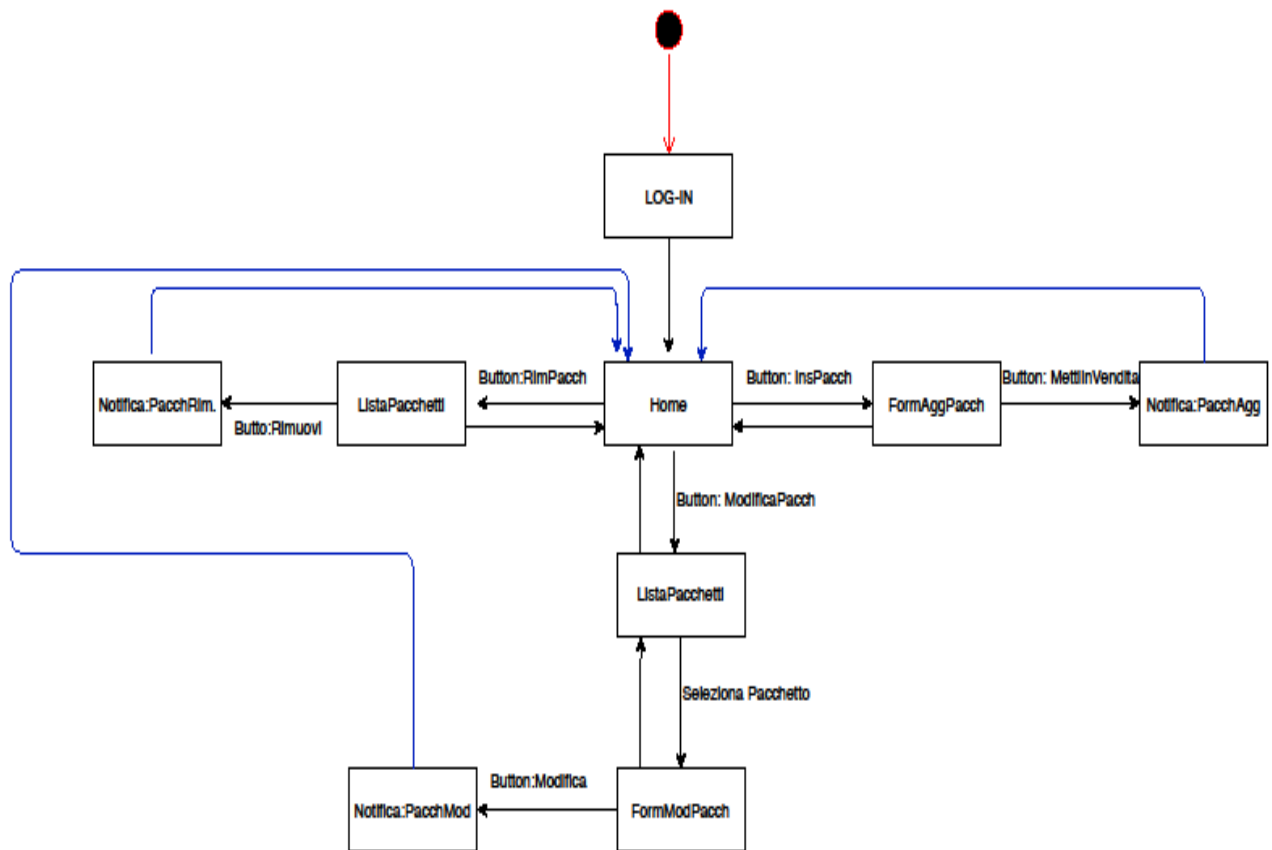 LOG-IN
Button:RimPacch
Button: InsPacch
Button: MettiInVendita
Notifica:PacchRim.
ListaPacchetti
Home
FormAggPacch
Notifica:PacchAgg
Butto:Rimuovi
Button: ModificaPacch
ListaPacchetti
Seleziona Pacchetto
Button:Modifica
Notifica:PacchMod
FormModPacch